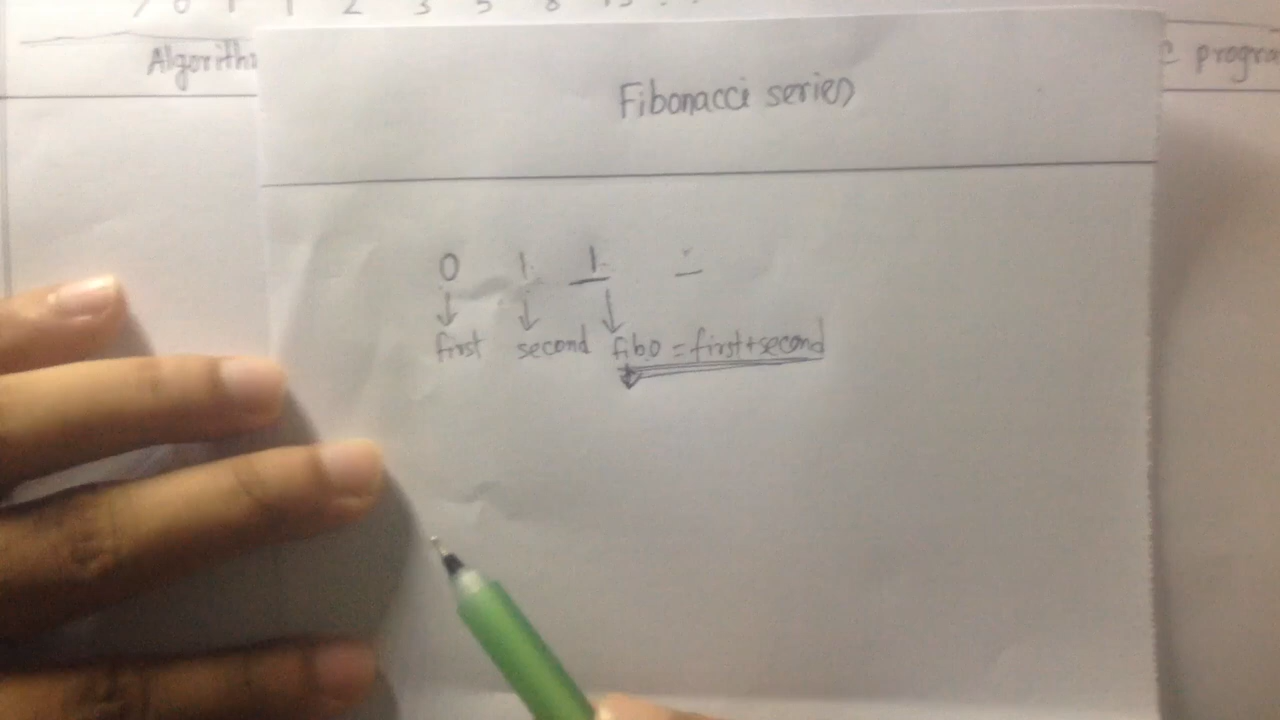 0 1 1 2 3 5 8 13 . .
Algorith
C progra
Fibonacci series
0 1 1
first second fibo = first+second